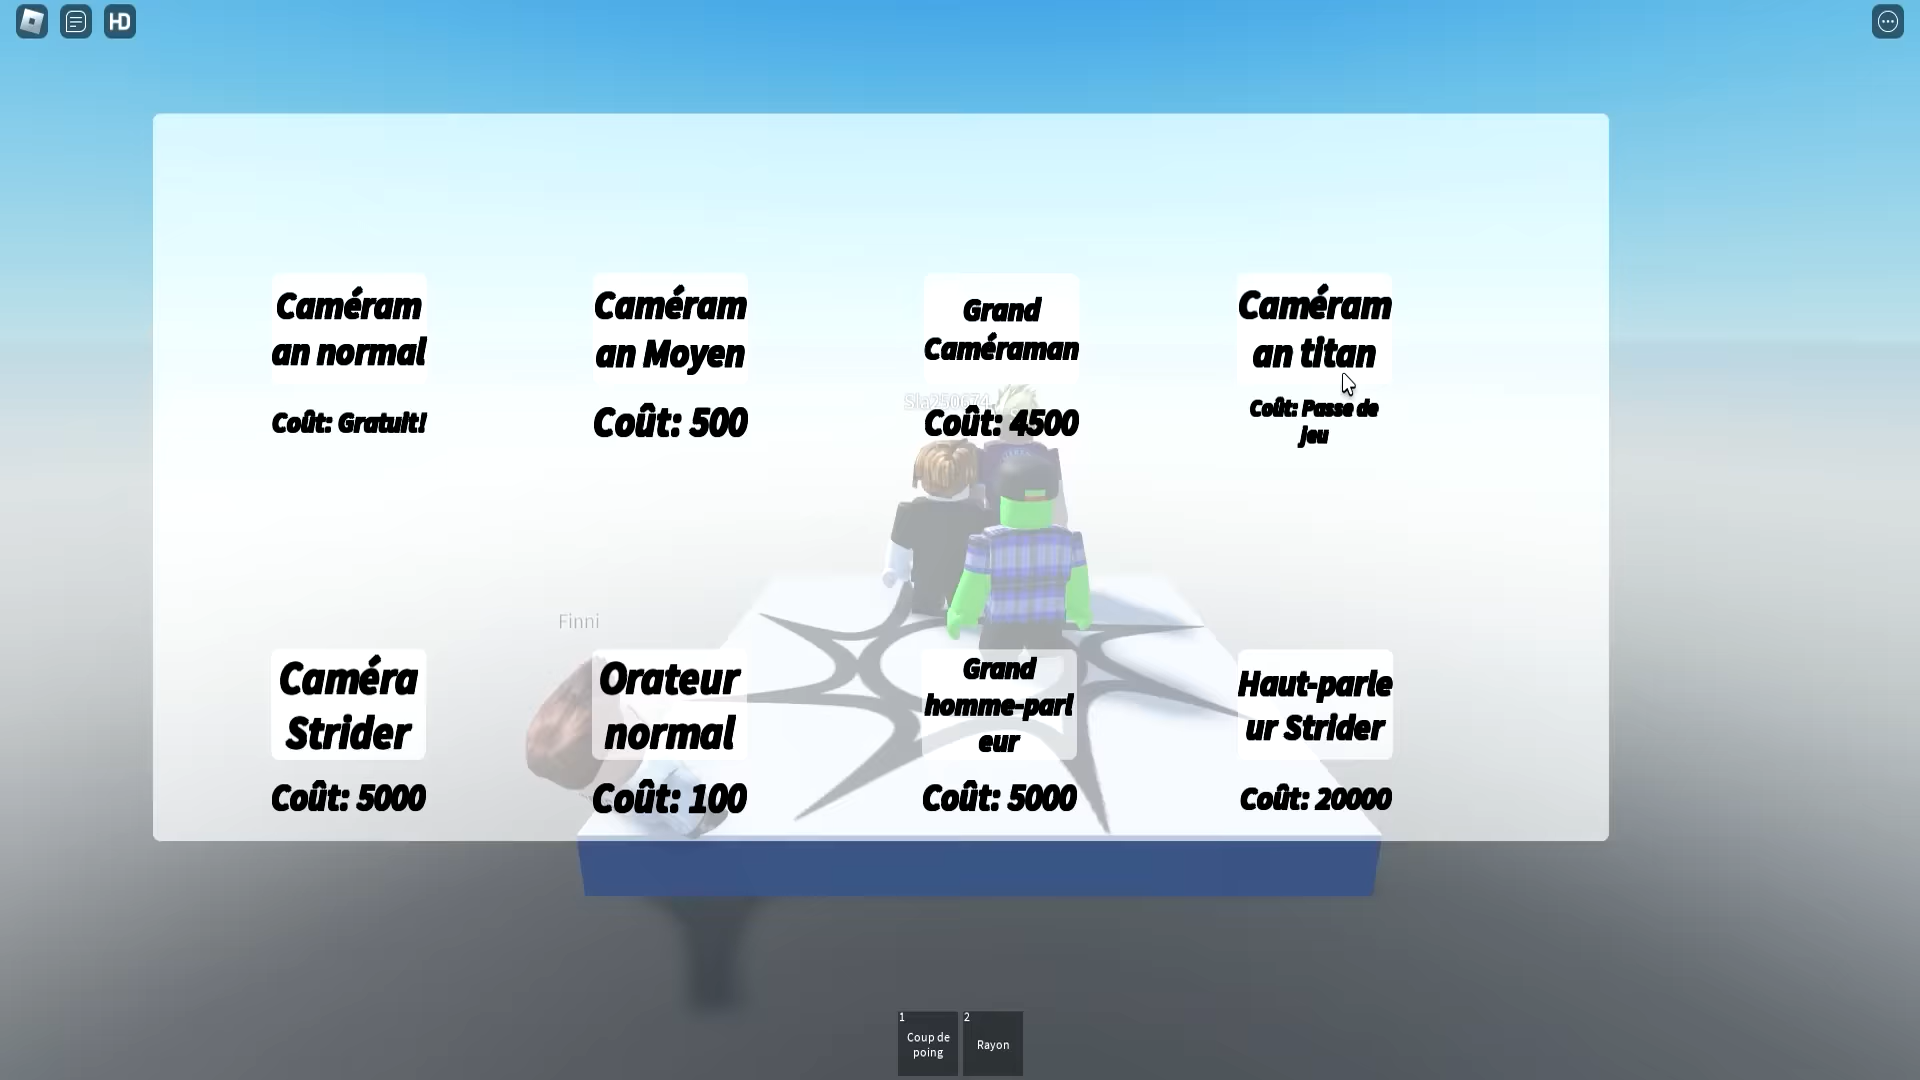 HD
Caméram
an normal
Coût: Gratuit!
Caméram
an Moyen
Coût: 500
Grand
Caméraman
Sla250674
Coût: 4500
Caméram
an titan
Coût: Passe de
jeu
Finni
Caméra
Strider
Coût: 5000
Orateur
normal
Coût: 100
Grand
homme-parl
eur
Coût: 5000
Haut-parle
ur Strider
Coût: 20000
1
Coup de
poing
2
Rayon